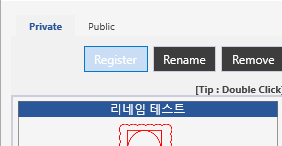 Private Public
Register Rename Remove
[Tip : Double Click]
리네임 테스트